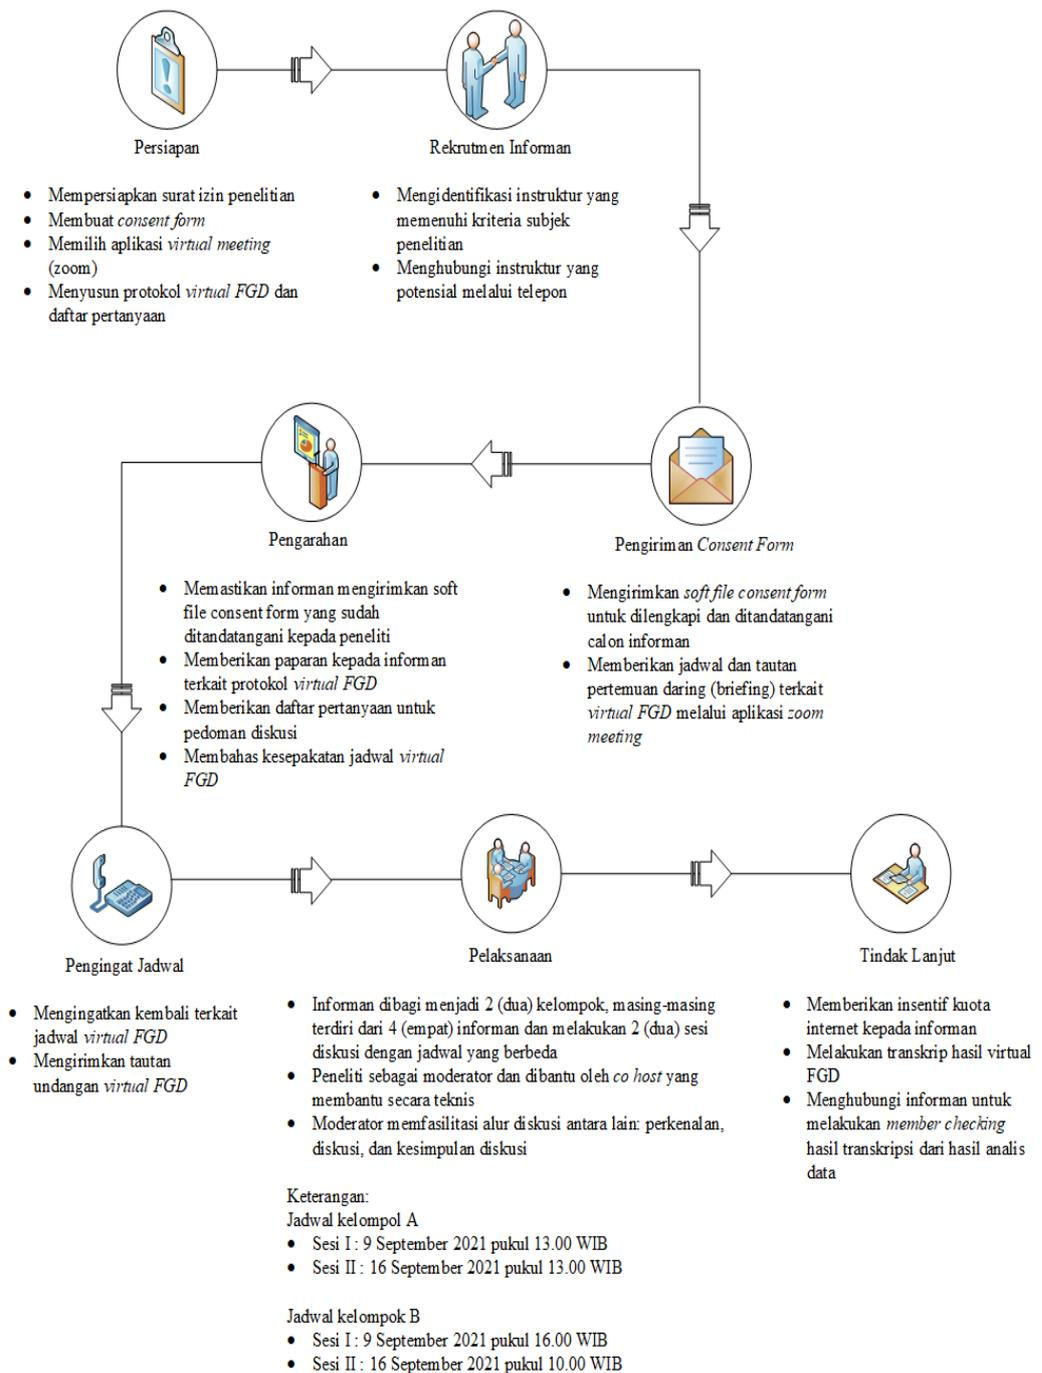 Persiapan
• Mempersiapkan surat izin penelitian
• Membuat consent form
• Memilih aplikasi virtual meeting
(zoom)
• Menyusun protokol virtual FGD dan
daftar pertanyaan
Rekrutmen Informan
• Mengidentifikasi instruktur yang
memenuhi kriteria subjek
penelitian
• Menghubungi instruktur yang
potensial melalui telepon
Pengiriman Consent Form
• Mengirimkan soft file consent form
untuk dilengkapi dan ditandatangani
calon informan
• Memberikan jadwal dan tautan
pertemuan daring (briefing) terkait
virtual FGD melalui aplikasi zoom
meeting
Pengarahan
• Memastikan informan mengirimkan soft
file consent form yang sudah
ditandatangani kepada peneliti
• Memberikan paparan kepada informan
terkait protokol virtual FGD
• Memberikan daftar pertanyaan untuk
pedoman diskusi
• Membahas kesepakatan jadwal virtual
FGD
Pengingat Jadwal
• Mengingatkan kembali terkait
jadwal virtual FGD
• Mengirimkan tautan
undangan virtual FGD
Pelaksanaan
• Informan dibagi menjadi 2 (dua) kelompok, masing-masing
terdiri dari 4 (empat) informan dan melakukan 2 (dua) sesi
diskusi dengan jadwal yang berbeda
• Peneliti sebagai moderator dan dibantu oleh co host yang
membantu secara teknis
• Moderator memfasilitasi alur diskusi antara lain: perkenalan,
diskusi, dan kesimpulan diskusi
Keterangan:
Jadwal kelompol A
• Sesi I : 9 September 2021 pukul 13.00 WIB
• Sesi II : 16 September 2021 pukul 13.00 WIB
Jadwal kelompok B
• Sesi I : 9 September 2021 pukul 16.00 WIB
• Sesi II : 16 September 2021 pukul 10.00 WIB
Tindak Lanjut
• Memberikan insentif kuota
internet kepada informan
• Melakukan transkrip hasil virtual
FGD
• Menghubungi informan untuk
melakukan member checking
hasil transkripsi dari hasil analis
data